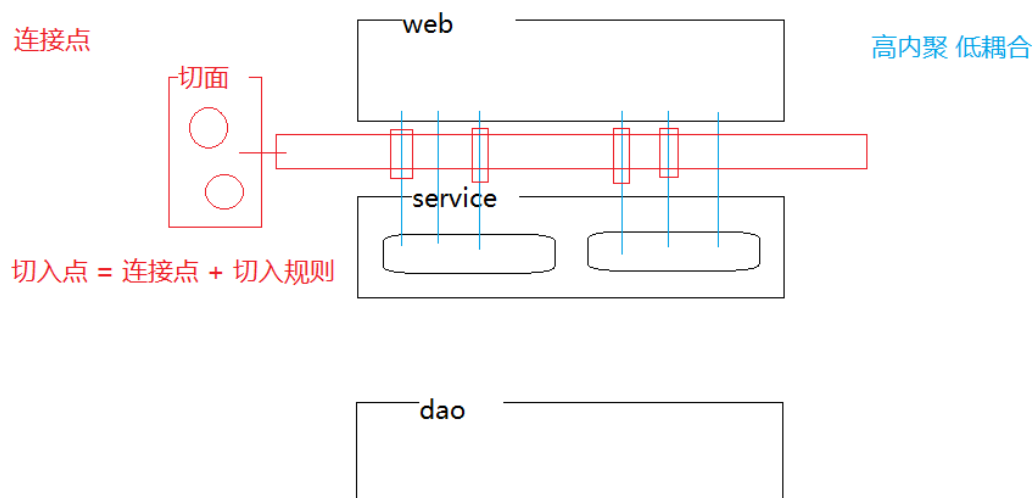 web
连接点
高内聚 低耦合
切面
service
切入点 = 连接点 + 切入规则
dao